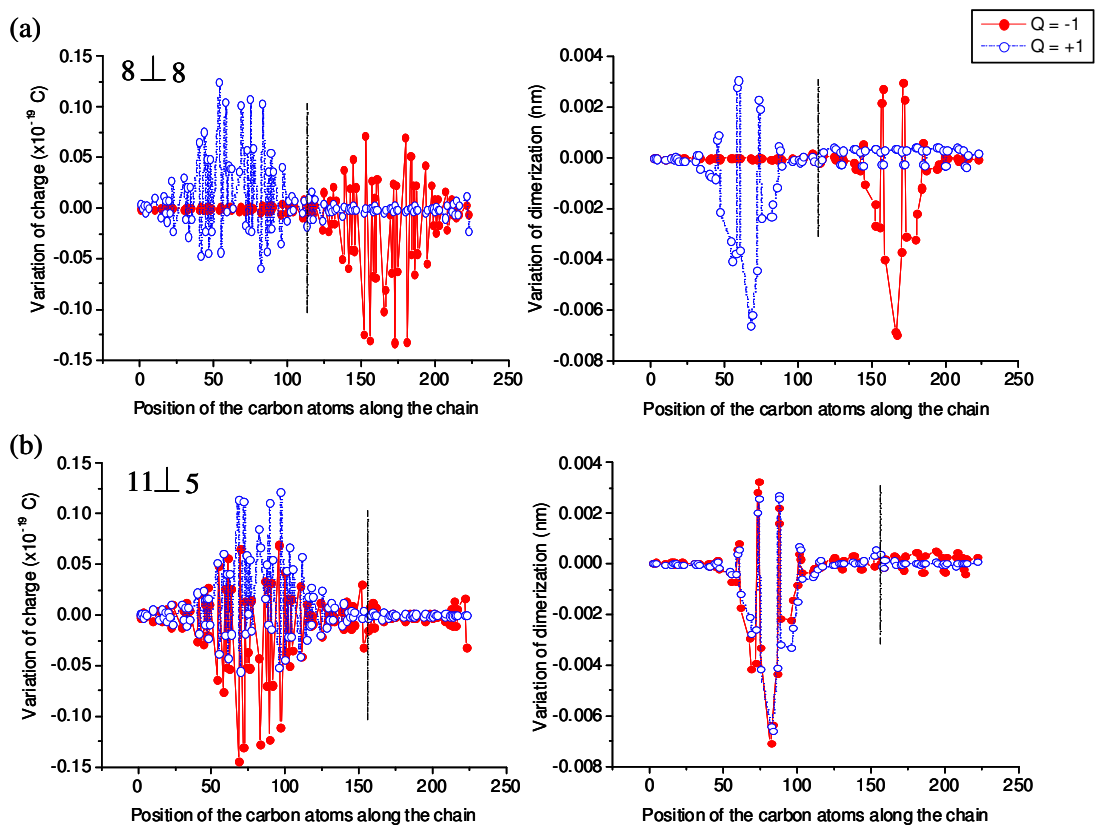 (a)
Q = -1
Q = +1
8⊥8
0.15
0.10
0.05
0.00
-0.05
-0.10
-0.15
0 50 100 150 200 250
Variation of charge (x10⁻¹⁹ C)
Position of the carbon atoms along the chain
0.004
0.002
0.000
-0.002
-0.004
-0.006
-0.008
0 50 100 150 200 250
Variation of dimerization (nm)
Position of the carbon atoms along the chain
(b)
11⊥5
0.15
0.10
0.05
0.00
-0.05
-0.10
-0.15
0 50 100 150 200 250
Variation of charge (x10⁻¹⁹ C)
Position of the carbon atoms along the chain
0.004
0.002
0.000
-0.002
-0.004
-0.006
-0.008
0 50 100 150 200 250
Variation of dimerization (nm)
Position of the carbon atoms along the chain